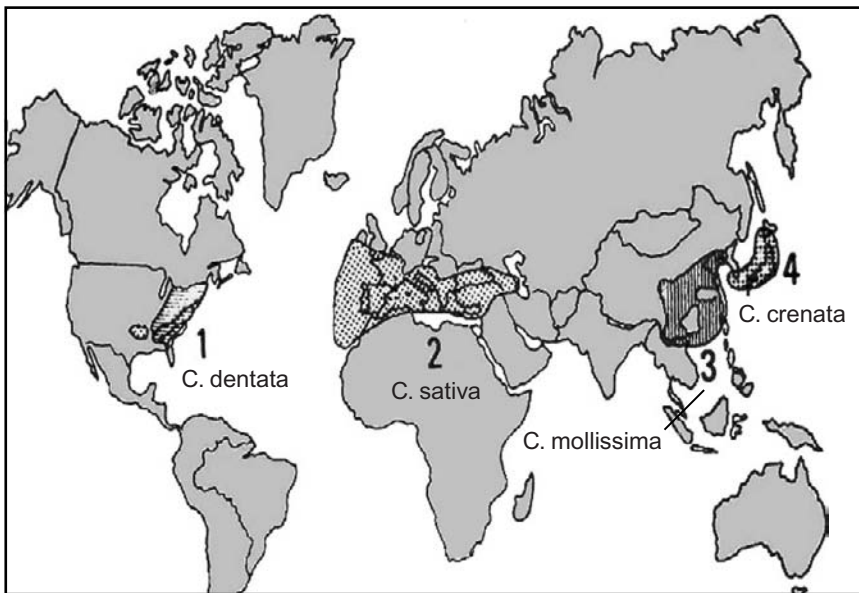 1
C. dentata
2
C. sativa
3
C. mollissima
4
C. crenata